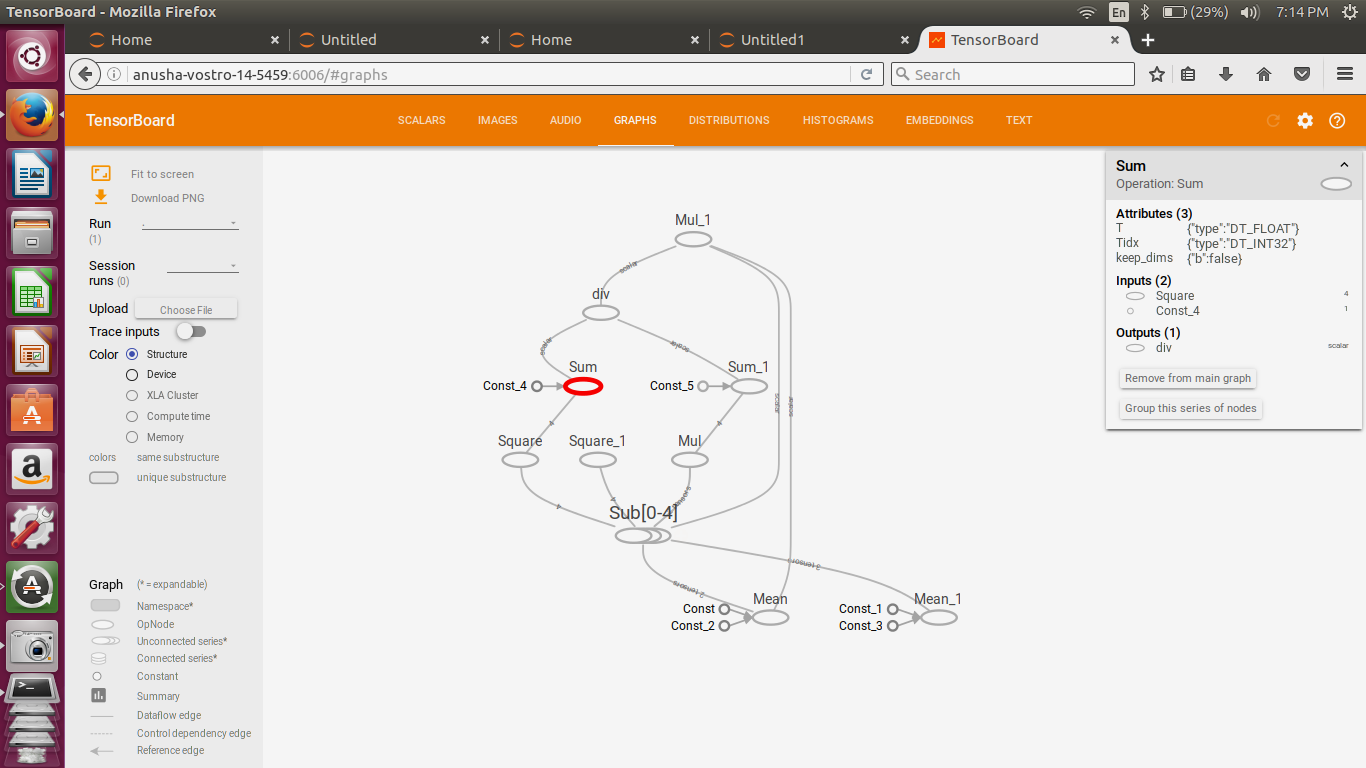 TensorBoard - Mozilla Firefox
En
(29%)
7:14 PM
Home
Untitled
Home
Untitled1
TensorBoard
anusha-vostro-14-5459:6006/#graphs
Search
TensorBoard
SCALARS
IMAGES
AUDIO
GRAPHS
DISTRIBUTIONS
HISTOGRAMS
EMBEDDINGS
TEXT
Fit to screen
Download PNG
Run
(1)
.
Session
runs (0)
Upload
Choose File
Trace inputs
Color
Structure
Device
XLA Cluster
Compute time
Memory
colors
same substructure
unique substructure
Graph
(* = expandable)
Namespace*
OpNode
Unconnected series*
Connected series*
Constant
Summary
Dataflow edge
Control dependency edge
Reference edge
Mul_1
scalar
div
scalar
scalar
Sum
Sum_1
Const_4
Const_5
scalar
scalar
4
4
Square
Square_1
Mul
4
4
Sub[0-4]
2 tensors
Mean
Mean_1
Const
Const_2
Const_1
Const_3
Sum
Operation: Sum
Attributes (3)
T {"type":"DT_FLOAT"}
Tidx {"type":"DT_INT32"}
keep_dims {"b":false}
Inputs (2)
Square 4
Const_4 1
Outputs (1)
div scalar
Remove from main graph
Group this series of nodes